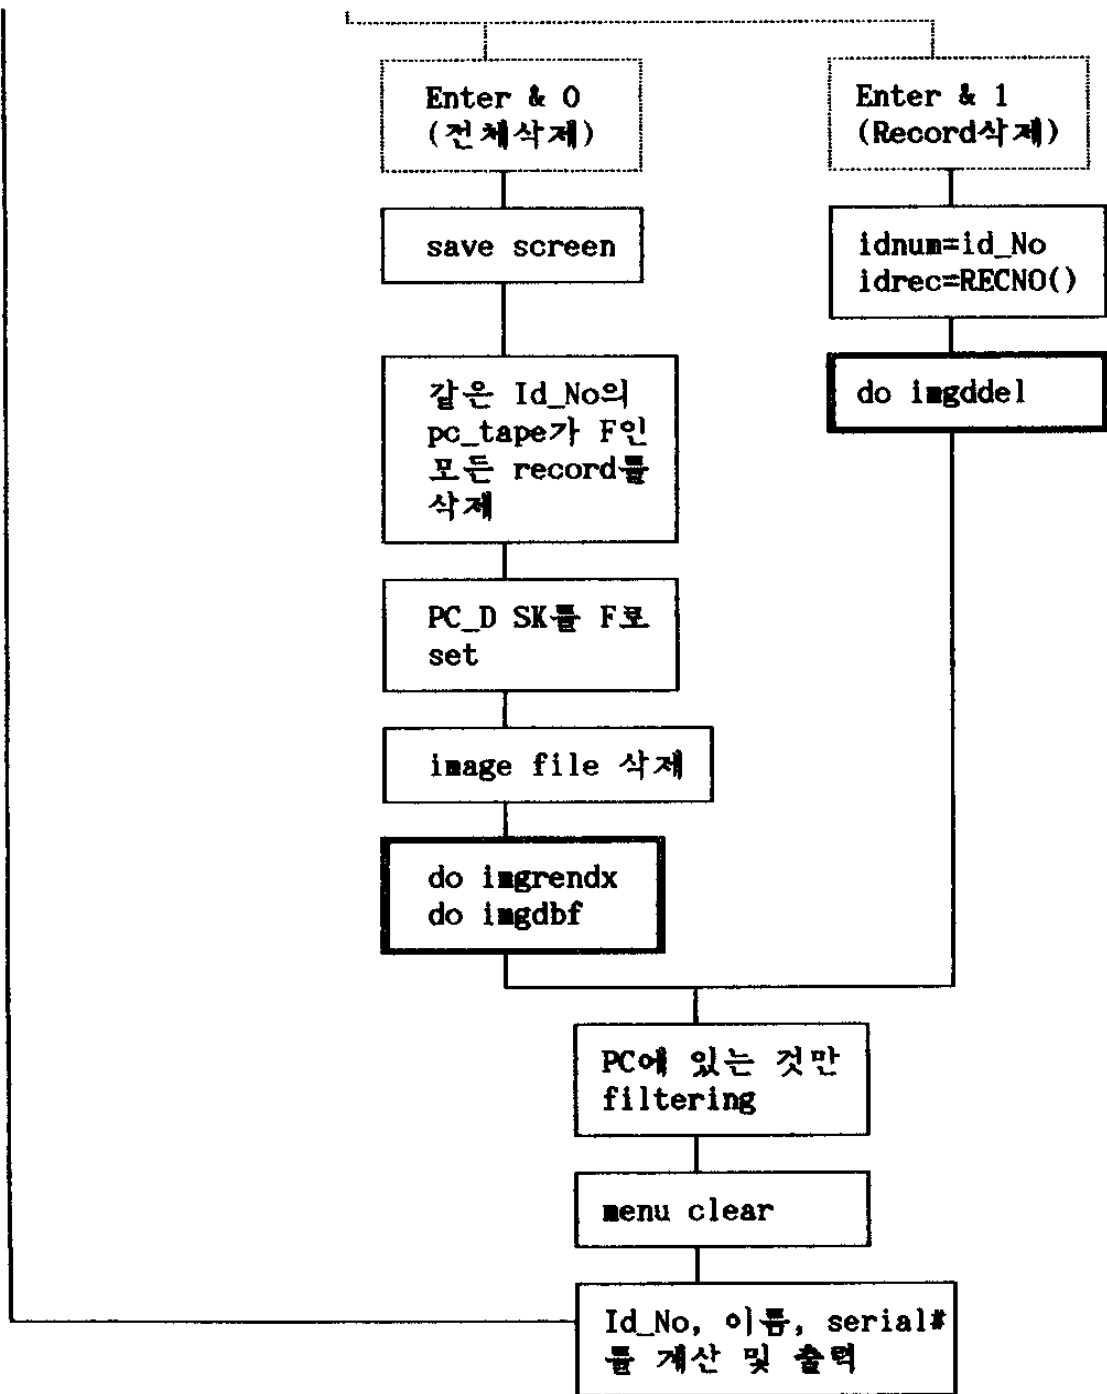 Enter & 0
(전체삭제)
save screen
같은 Id_No의
pc_tape가 F인
모든 record를
삭제
PC_D SK를 F로
set
image file 삭제
do imgrendx
do imgdbf
Enter & 1
(Record삭제)
idnum=id_No
idrec=RECNO()
do imgddel
PC에 있는 것만
filtering
menu clear
Id_No, 이름, serial#
를 계산 및 출력